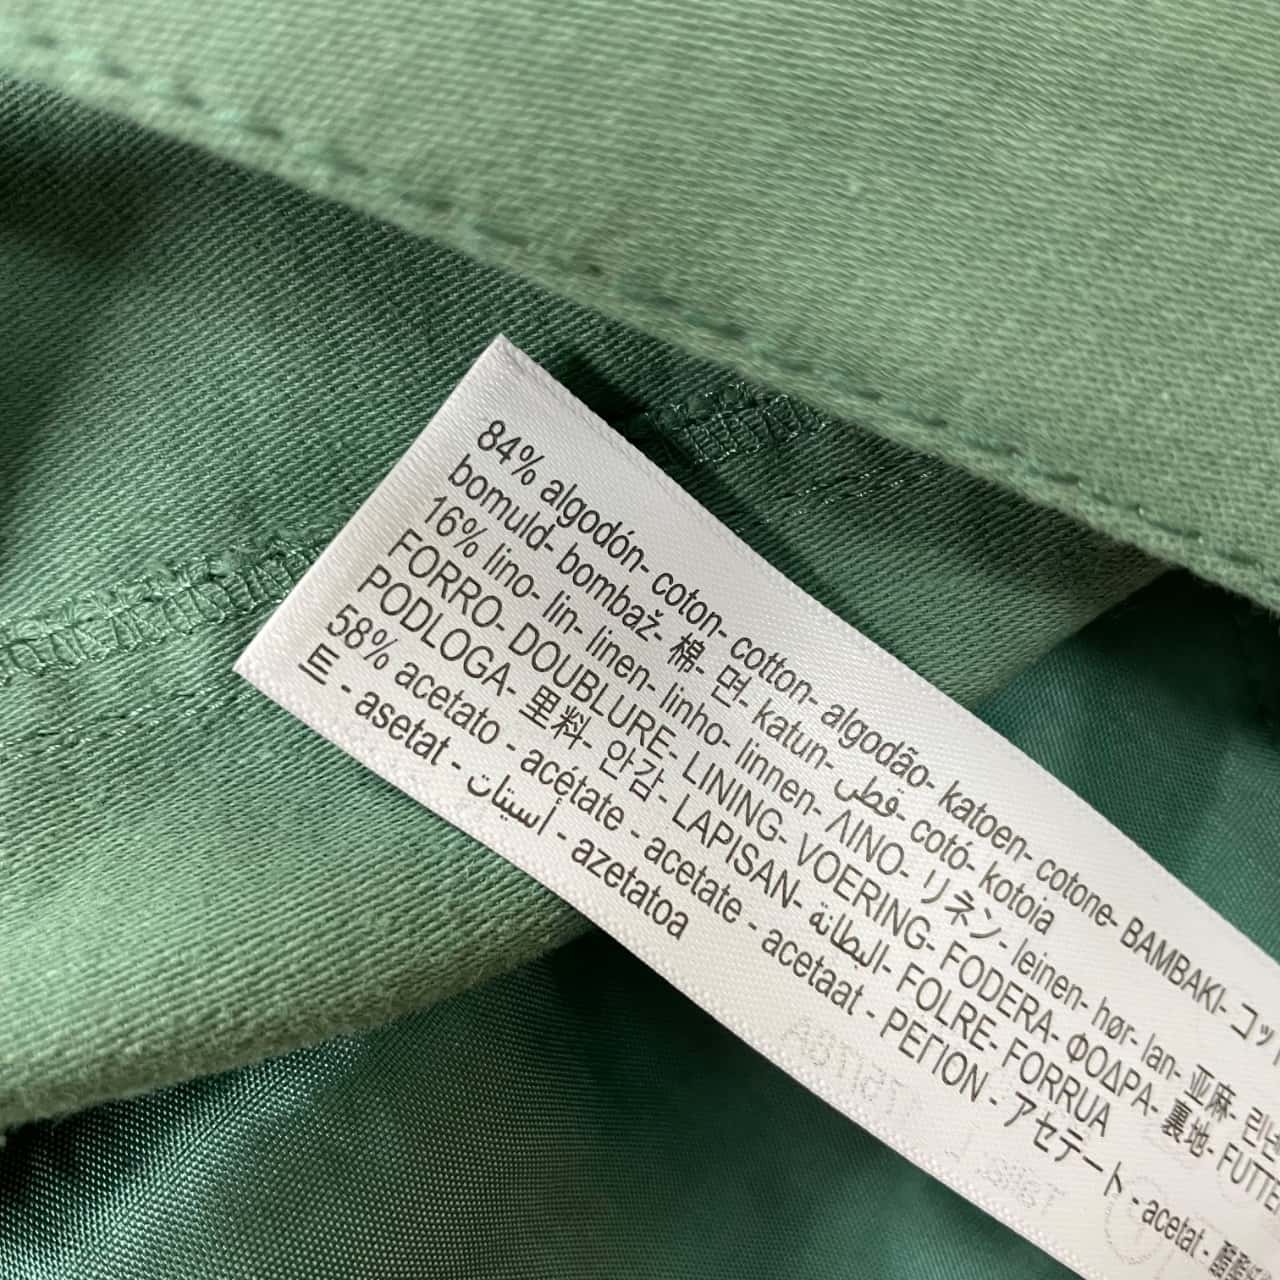 84% algodón- coton- cotton- algodão- katoen- cotone- BAMBAKI- コッ
bomuld- bombaž- 棉- 면- katun- قطن- cotó- kotoia
16% lino- lin- linen- linho- linnen- ΛΙΝΟ- リネン- leinen- hør- lan- 亚麻- 린넨
FORRO- DOUBLURE- LINING- VOERING- FODERA- ΦΟΔΡΑ- 裏地- FUTTE
PODLOGA- 里料- 안감- LAPISAN- البطانة- FOLRE- FORRUA
58% acetato - acétate - acetate - acetaat - ΡΕΓΙΟΝ - アセテート - acetat - 醋
트 - asetat - أسيتات - azetatoa